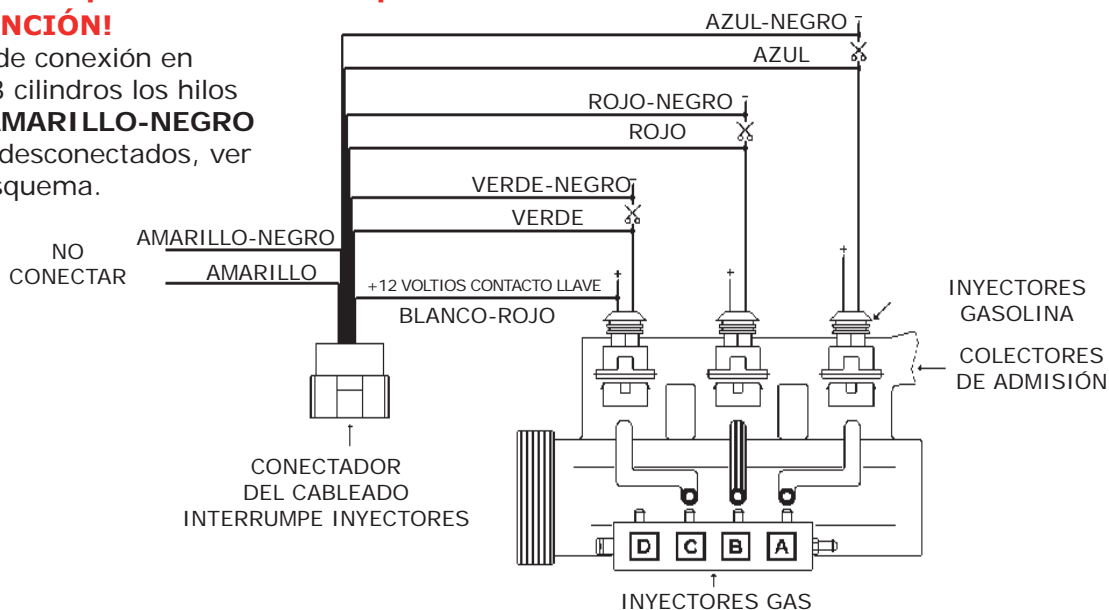 NCIÓN!
de conexión en
3 cilindros los hilos
AMARILLO-NEGRO
desconectados, ver
squema.
AZUL-NEGRO -
AZUL
ROJO-NEGRO -
ROJO
VERDE-NEGRO -
VERDE
AMARILLO-NEGRO
NO
CONECTAR
AMARILLO
+12 VOLTIOS CONTACTO LLAVE
BLANCO-ROJO
+ + +
INYECTORES
GASOLINA
COLECTORES
DE ADMISIÓN
CONECTADOR
DEL CABLEADO
INTERRUMPE INYECTORES
D C B A
INYECTORES GAS